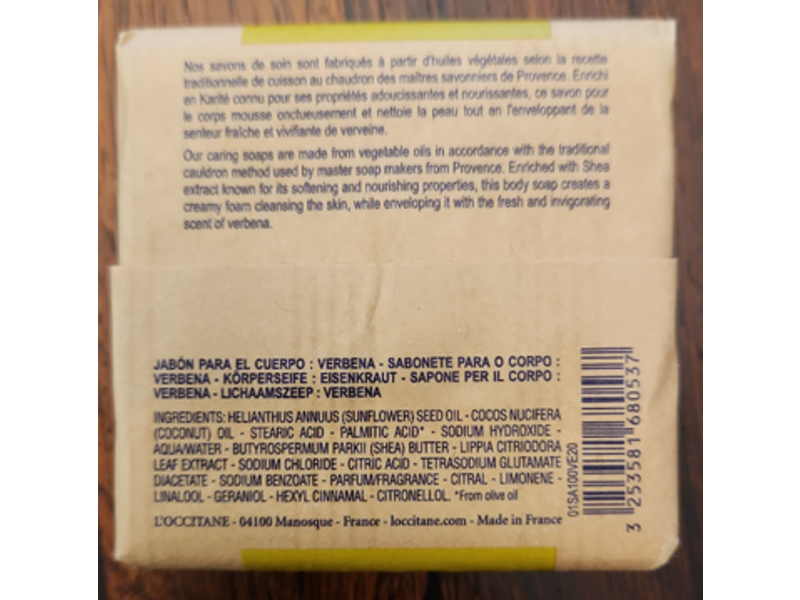 Nos savons de soin sont fabriqués à partir d'huiles végétales selon la recette
traditionnelle de cuisson au chaudron des maîtres savonniers de Provence. Enrichi
en Karité connu pour ses propriétés adoucissantes et nourissantes, ce savon pour
le corps mousse onctueusement et nettoie la peau tout en l'enveloppant de la
senteur fraîche et vivifiante de verveine.
Our caring soaps are made from vegetable oils in accordance with the traditional
cauldron method used by master soap makers from Provence. Enriched with Shea
extract known for its softening and nourishing properties, this body soap creates a
creamy foam cleansing the skin, while enveloping it with the fresh and invigorating
scent of verbena.
JABÓN PARA EL CUERPO : VERBENA - SABONETE PARA O CORPO :
VERBENA - KÖRPERSEIFE : EISENKRAUT - SAPONE PER IL CORPO :
VERBENA - LICHAAMSZEEP : VERBENA
INGREDIENTS: HELIANTHUS ANNUUS (SUNFLOWER) SEED OIL - COCOS NUCIFERA
(COCONUT) OIL - STEARIC ACID - PALMITIC ACID* - SODIUM HYDROXIDE -
AQUA/WATER - BUTYROSPERMUM PARKII (SHEA) BUTTER - LIPPIA CITRIODORA
LEAF EXTRACT - SODIUM CHLORIDE - CITRIC ACID - TETRASODIUM GLUTAMATE
DIACETATE - SODIUM BENZOATE - PARFUM/FRAGRANCE - CITRAL - LIMONENE -
LINALOOL - GERANIOL - HEXYL CINNAMAL - CITRONELLOL. *From olive oil
L'OCCITANE - 04100 Manosque - France - loccitane.com - Made in France
01SA100VE20
3 253581 680537